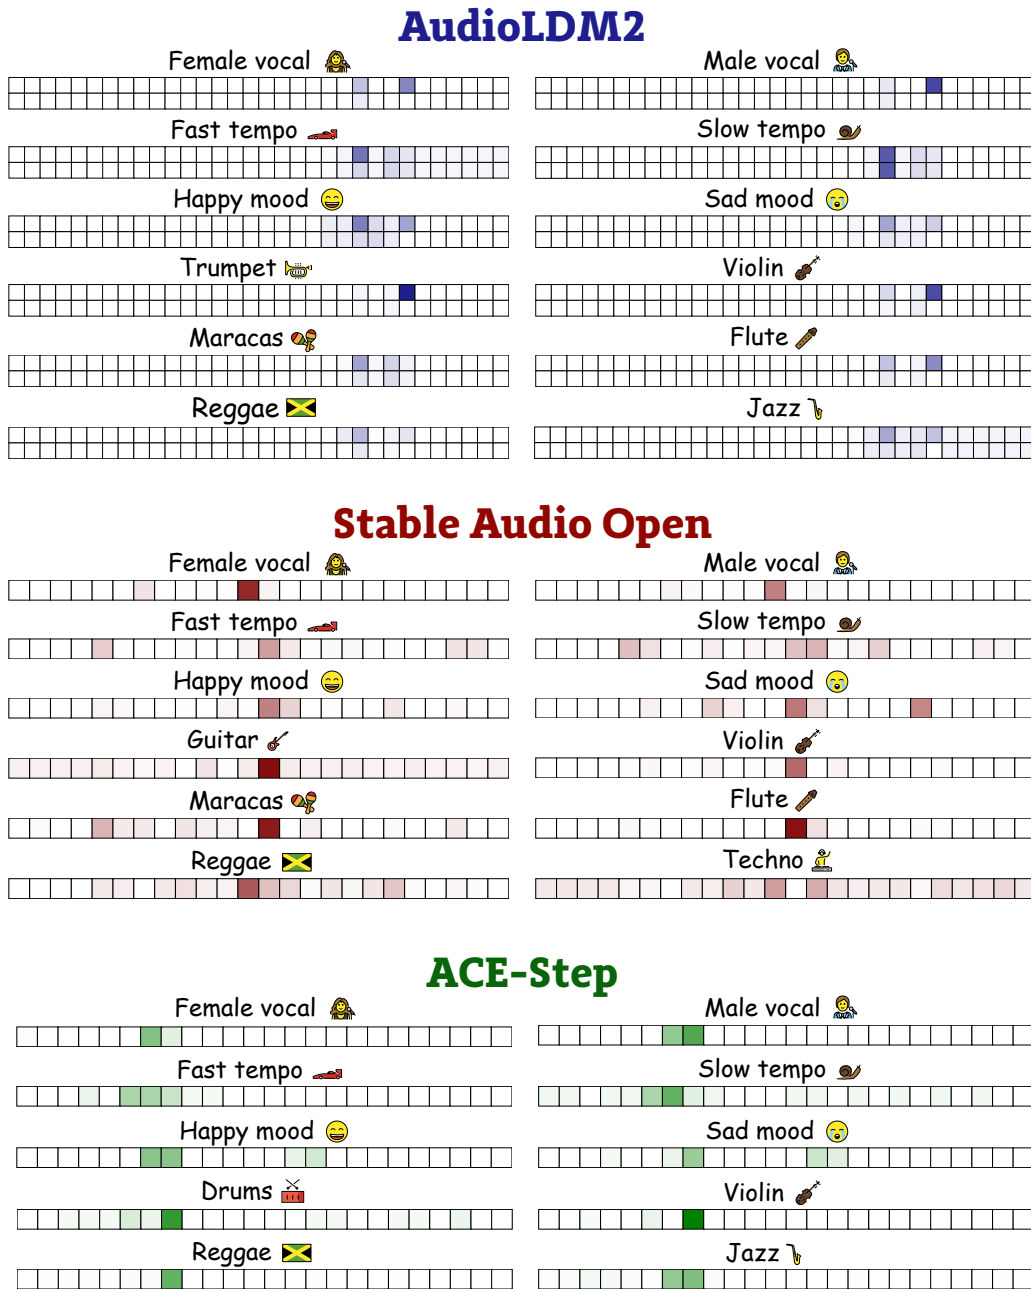 AudioLDM2
Female vocal
Male vocal
Fast tempo
Slow tempo
Happy mood
Sad mood
Trumpet
Violin
Maracas
Flute
Reggae
Jazz
Stable Audio Open
Female vocal
Male vocal
Fast tempo
Slow tempo
Happy mood
Sad mood
Guitar
Violin
Maracas
Flute
Reggae
Techno
ACE-Step
Female vocal
Male vocal
Fast tempo
Slow tempo
Happy mood
Sad mood
Drums
Violin
Reggae
Jazz